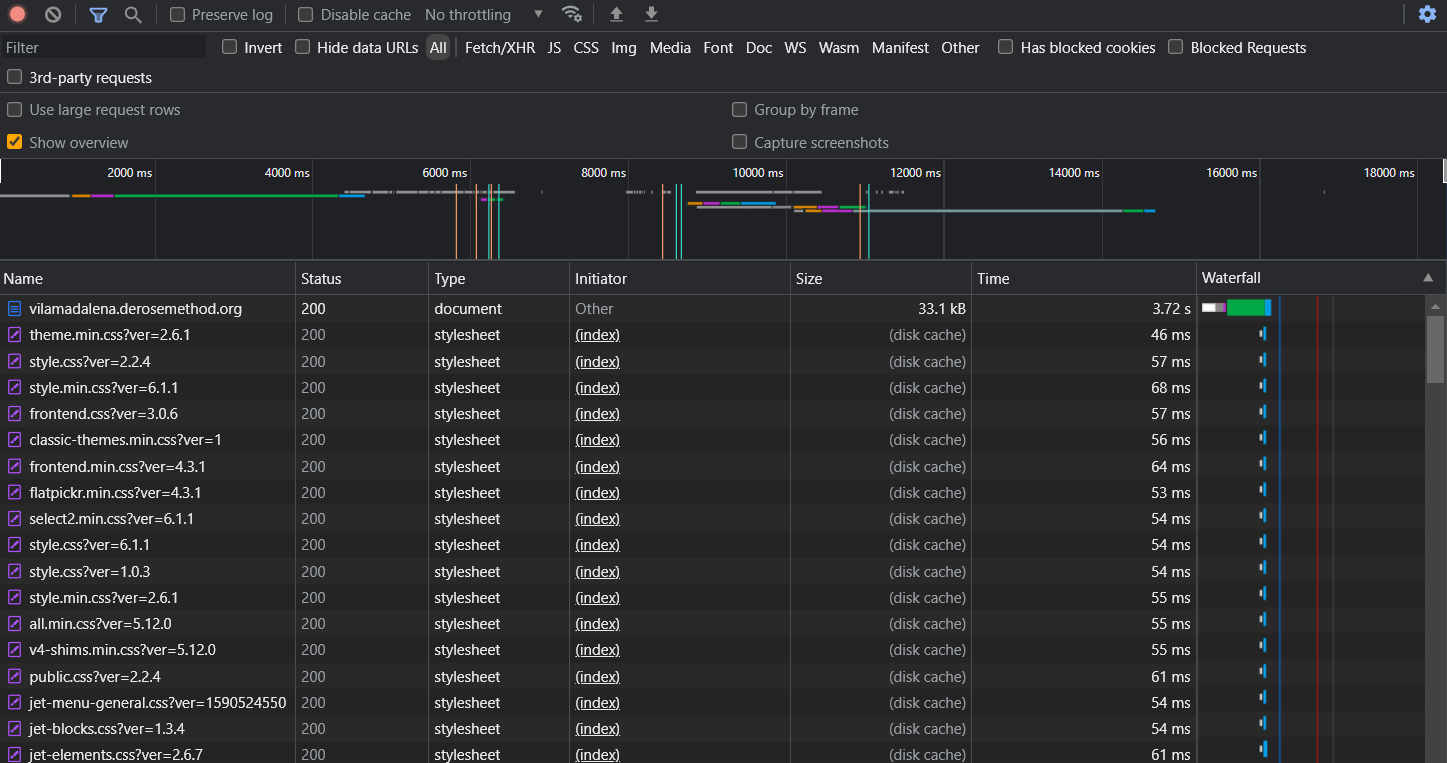 Preserve log Disable cache No throttling
Filter Invert Hide data URLs All Fetch/XHR JS CSS Img Media Font Doc WS Wasm Manifest Other Has blocked cookies Blocked Requests
3rd-party requests
Use large request rows Group by frame
Show overview Capture screenshots
2000 ms 4000 ms 6000 ms 8000 ms 10000 ms 12000 ms 14000 ms 16000 ms 18000 ms
Name Status Type Initiator Size Time Waterfall
vilamadalena.derosemethod.org 200 document Other 33.1 kB 3.72 s
theme.min.css?ver=2.6.1 200 stylesheet (index) (disk cache) 46 ms
style.css?ver=2.2.4 200 stylesheet (index) (disk cache) 57 ms
style.min.css?ver=6.1.1 200 stylesheet (index) (disk cache) 68 ms
frontend.css?ver=3.0.6 200 stylesheet (index) (disk cache) 57 ms
classic-themes.min.css?ver=1 200 stylesheet (index) (disk cache) 56 ms
frontend.min.css?ver=4.3.1 200 stylesheet (index) (disk cache) 64 ms
flatpickr.min.css?ver=4.3.1 200 stylesheet (index) (disk cache) 53 ms
select2.min.css?ver=6.1.1 200 stylesheet (index) (disk cache) 54 ms
style.css?ver=6.1.1 200 stylesheet (index) (disk cache) 54 ms
style.css?ver=1.0.3 200 stylesheet (index) (disk cache) 54 ms
style.min.css?ver=2.6.1 200 stylesheet (index) (disk cache) 55 ms
all.min.css?ver=5.12.0 200 stylesheet (index) (disk cache) 55 ms
v4-shims.min.css?ver=5.12.0 200 stylesheet (index) (disk cache) 55 ms
public.css?ver=2.2.4 200 stylesheet (index) (disk cache) 61 ms
jet-menu-general.css?ver=1590524550 200 stylesheet (index) (disk cache) 54 ms
jet-blocks.css?ver=1.3.4 200 stylesheet (index) (disk cache) 54 ms
jet-elements.css?ver=2.6.7 200 stylesheet (index) (disk cache) 61 ms